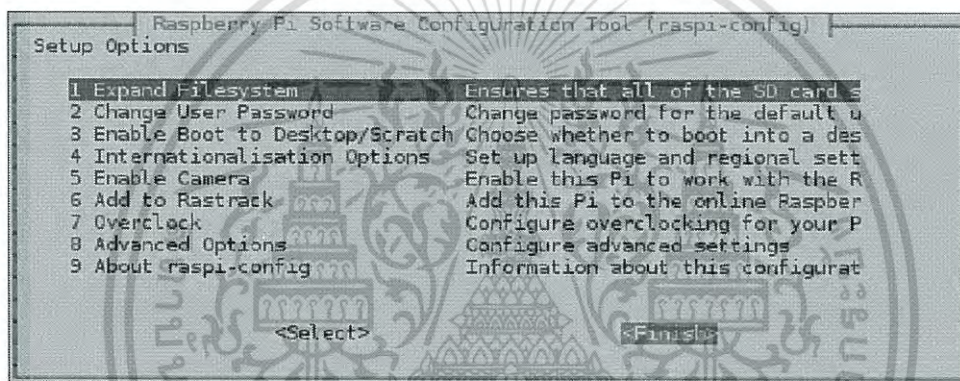 Raspberry Pi Software Configuration Tool (raspi-config)
Setup Options
1 Expand Filesystem Ensures that all of the SD card s
2 Change User Password Change password for the default u
3 Enable Boot to Desktop/Scratch Choose whether to boot into a des
4 Internationalisation Options Set up language and regional sett
5 Enable Camera Enable this Pi to work with the R
6 Add to Rastrack Add this Pi to the online Raspber
7 Overclock Configure overclocking for your P
8 Advanced Options Configure advanced settings
9 About raspi-config Information about this configurat
<Select> <Finish>